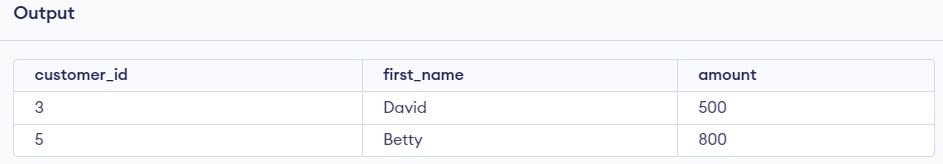 Output
customer_id first_name amount
3 David 500
5 Betty 800